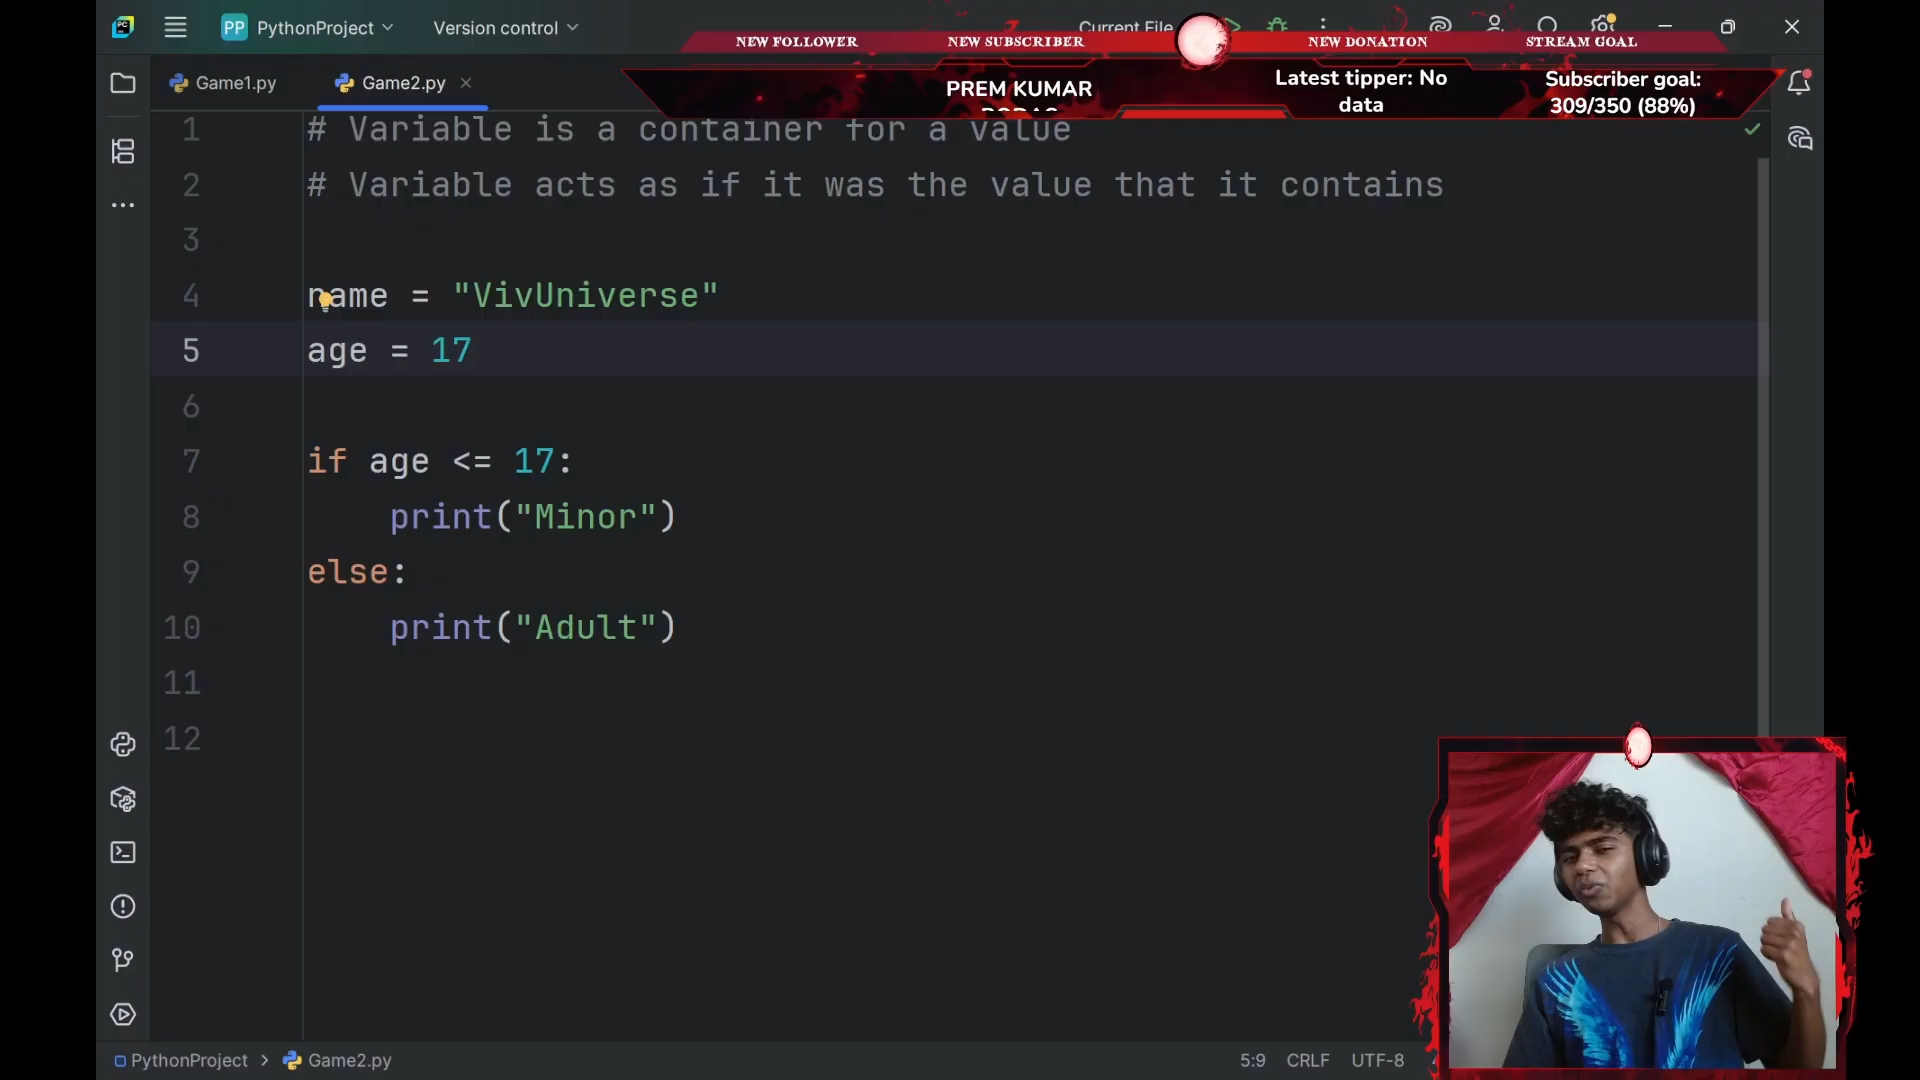 PP PythonProject Version control Current File
NEW FOLLOWER NEW SUBSCRIBER NEW DONATION STREAM GOAL
Game1.py Game2.py
PREM KUMAR
Latest tipper: No
data
Subscriber goal:
309/350 (88%)
1 # Variable is a container for a value
2 # Variable acts as if it was the value that it contains
3
4 name = "VivUniverse"
5 age = 17
6
7 if age <= 17:
8 print("Minor")
9 else:
10 print("Adult")
11
12
PythonProject > Game2.py 5:9 CRLF UTF-8